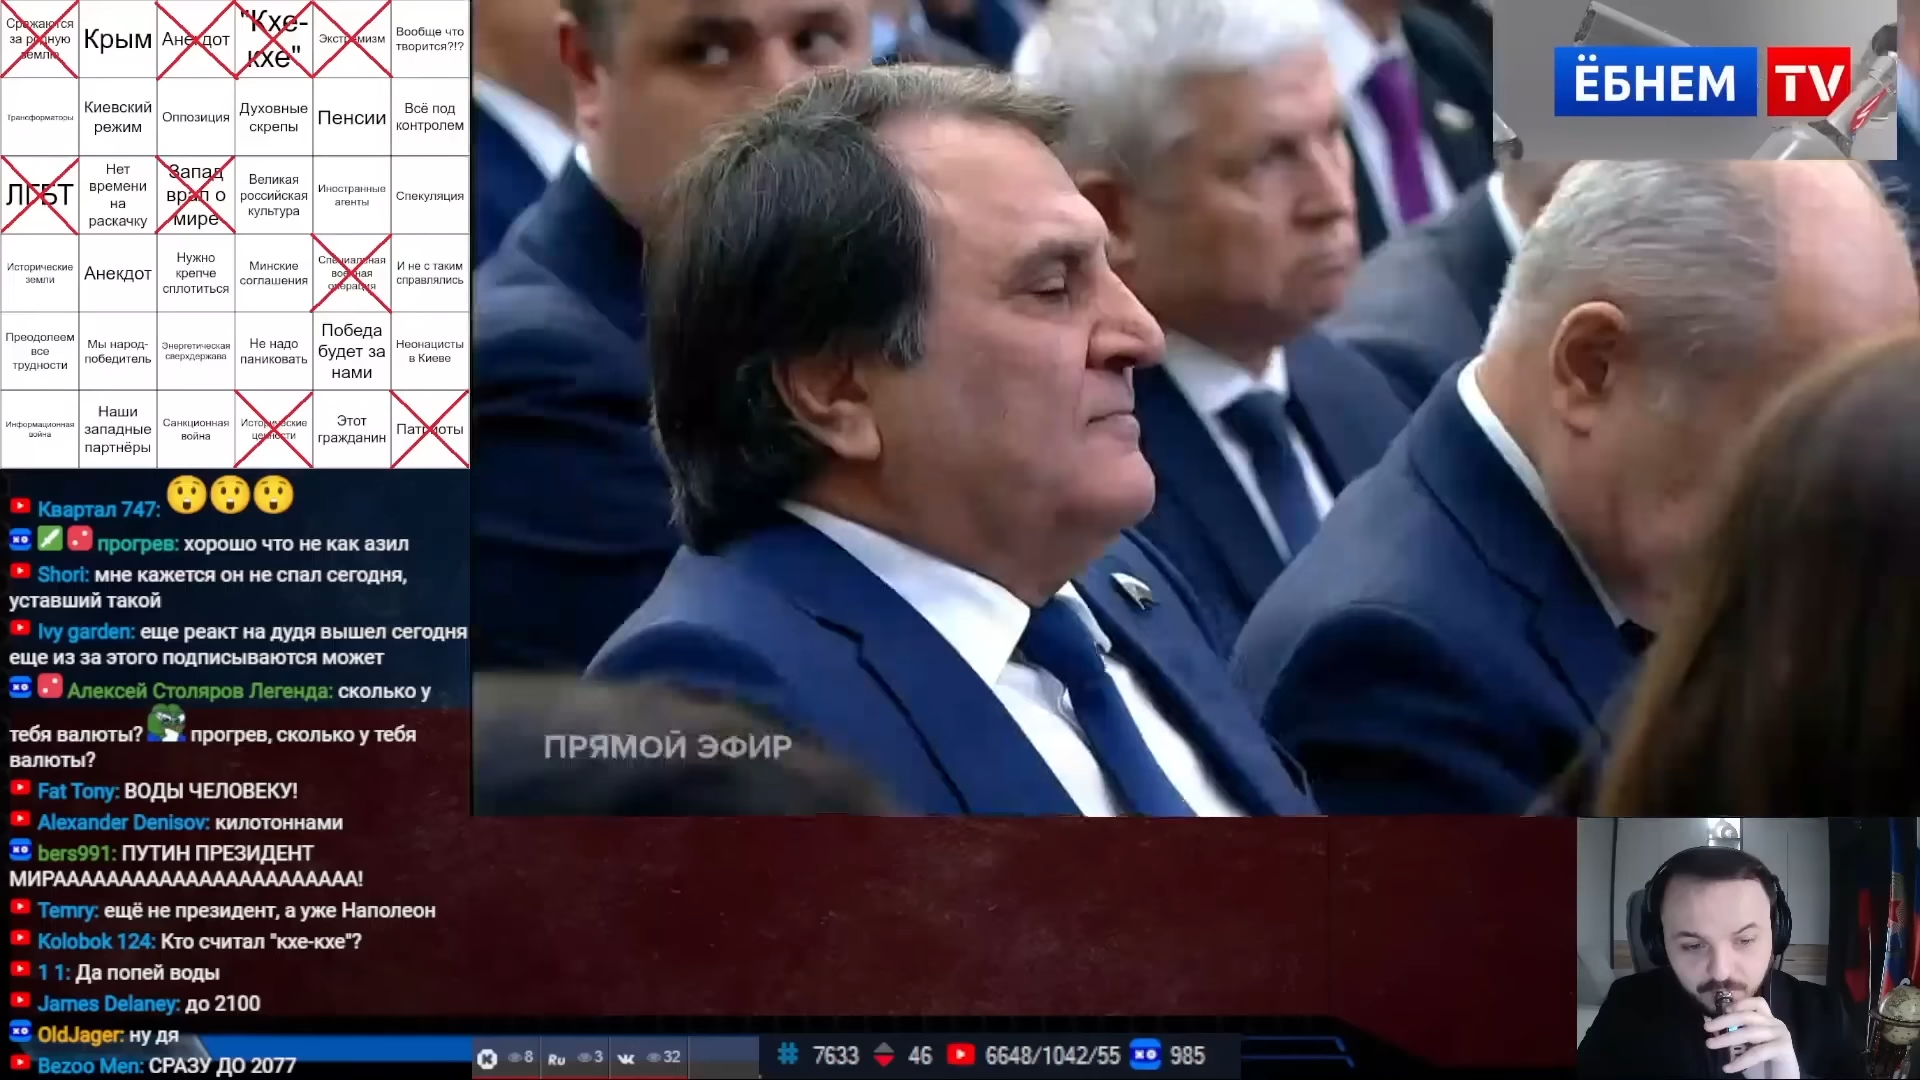 Сражаются
за родную
землю
Крым
Анекдот
"Кхе-
кхе"
Экстремизм
Вообще что
творится?!?
Трансформаторы
Киевский
режим
Оппозиция
Духовные
скрепы
Пенсии
Всё под
контролем
ЛГБТ
Нет
времени
на
раскачку
Запад
врал о
мире
Великая
российская
культура
Иностранные
агенты
Спекуляция
Исторические
земли
Анекдот
Нужно
крепче
сплотиться
Минские
соглашения
Специальная
военная
операция
И не с таким
справлялись
Преодолеем
все
трудности
Мы народ-
победитель
Энергетическая
сверхдержава
Не надо
паниковать
Победа
будет за
нами
Неонацисты
в Киеве
Информационная
война
Наши
западные
партнёры
Санкционная
война
Исторические
ценности
Этот
гражданин
Патриоты
ЁБНЕМ TV
ПРЯМОЙ ЭФИР
Квартал 747:
прогрев: хорошо что не как азил
Shori: мне кажется он не спал сегодня,
уставший такой
Ivy garden: еще реакт на дудя вышел сегодня
еще из за этого подписываются может
Алексей Столяров Легенда: сколько у
тебя валюты? прогрев, сколько у тебя
валюты?
Fat Tony: ВОДЫ ЧЕЛОВЕКУ!
Alexander Denisov: килотоннами
bers991: ПУТИН ПРЕЗИДЕНТ
МИРАААААААААААААААААААААААА!
Temry: ещё не президент, а уже Наполеон
Kolobok 124: Кто считал "кхе-кхе"?
1 1: Да попей воды
James Delaney: до 2100
OldJager: ну дя
Bezoo Men: СРАЗУ ДО 2077
K 8 Ru 3 VK 32 # 7633 46 6648/1042/55 985